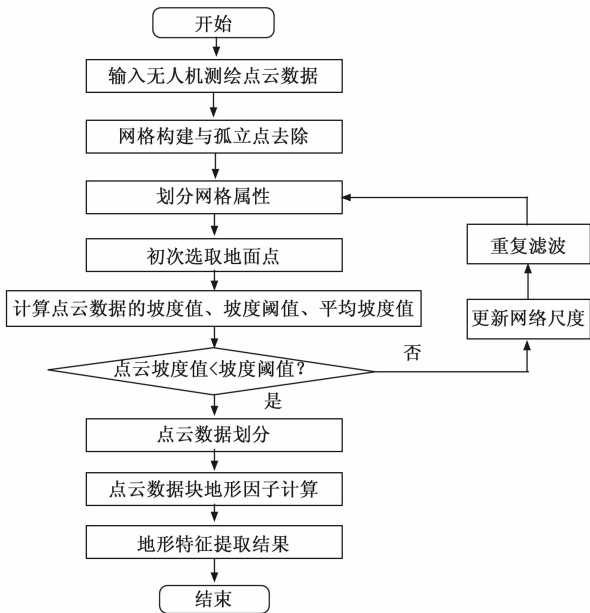 开始
输入无人机测绘点云数据
网格构建与孤立点去除
划分网格属性
初次选取地面点
重复滤波
计算点云数据的坡度值、坡度阈值、平均坡度值
更新网络尺度
点云坡度值<坡度阈值?
否
是
点云数据划分
点云数据块地形因子计算
地形特征提取结果
结束